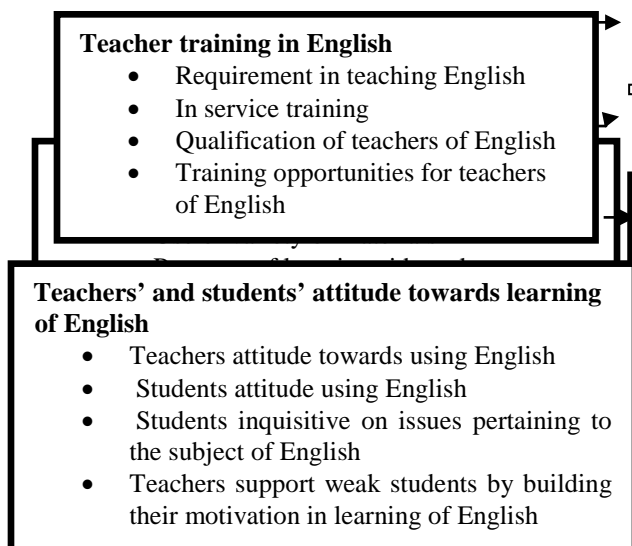 Teacher training in English
• Requirement in teaching English
• In service training
• Qualification of teachers of English
• Training opportunities for teachers
of English
Teachers’ and students’ attitude towards learning
of English
• Teachers attitude towards using English
• Students attitude using English
• Students inquisitive on issues pertaining to
the subject of English
• Teachers support weak students by building
their motivation in learning of English